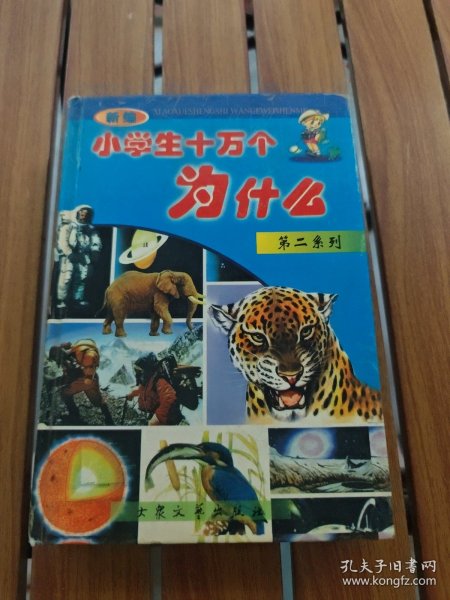 新编
XIAOXUESHENGSHI WANGEWEISHENME
小学生十万个
为什么
第二系列
大众文艺出版社
孔夫子旧书网
www.kongfz.com